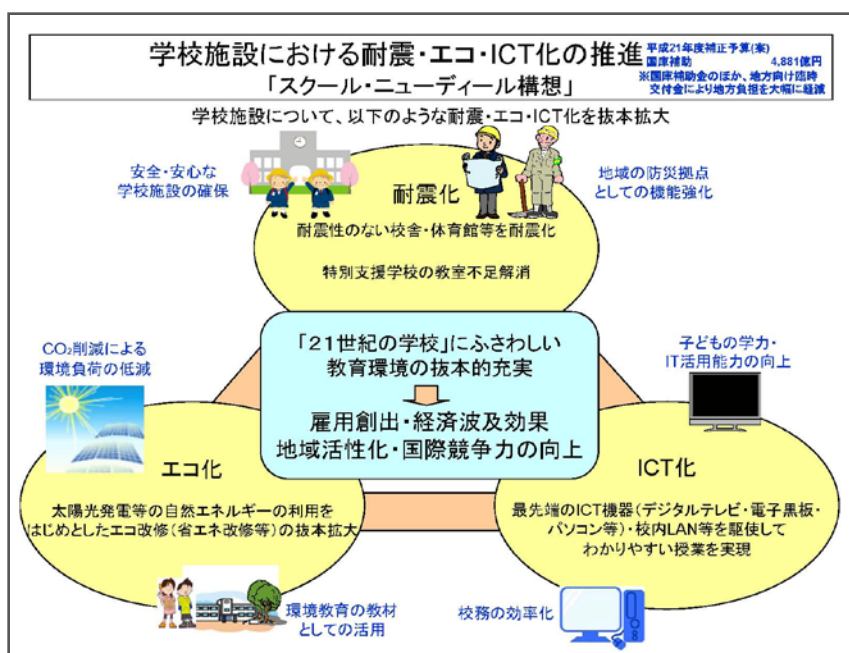 学校施設における耐震・エコ・ICT化の推進
「スクール・ニューディール構想」
平成21年度補正予算(案)
国庫補助 4,881億円
※国庫補助金のほか、地方向け臨時
交付金により地方負担を大幅に軽減
学校施設について、以下のような耐震・エコ・ICT化を抜本拡大
安全・安心な
学校施設の確保
地域の防災拠点
としての機能強化
耐震化
耐震性のない校舎・体育館等を耐震化
特別支援学校の教室不足解消
「21世紀の学校」にふさわしい
教育環境の抜本的充実
雇用創出・経済波及効果
地域活性化・国際競争力の向上
CO₂削減による
環境負荷の低減
エコ化
太陽光発電等の自然エネルギーの利用を
はじめとしたエコ改修(省エネ改修等)の抜本拡大
環境教育の教材
としての活用
子どもの学力・
IT活用能力の向上
ICT化
最先端のICT機器(デジタルテレビ・電子黒板・
パソコン等)・校内LAN等を駆使して
わかりやすい授業を実現
校務の効率化